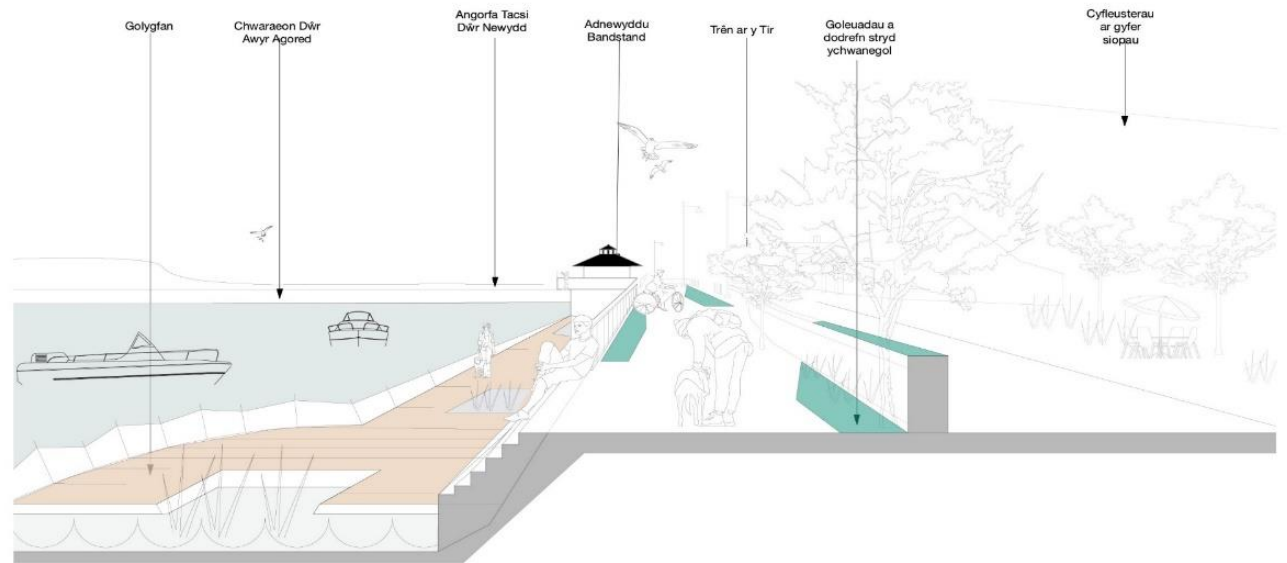 Golygfan
Chwaraeon Dŵr
Awyr Agored
Angorfa Tacsi
Dŵr Newydd
Adnewyddu
Bandstand
Trên ar y Tir
Goleuadau a
dodrefn stryd
ychwanegol
Cyfleusterau
ar gyfer
siopau